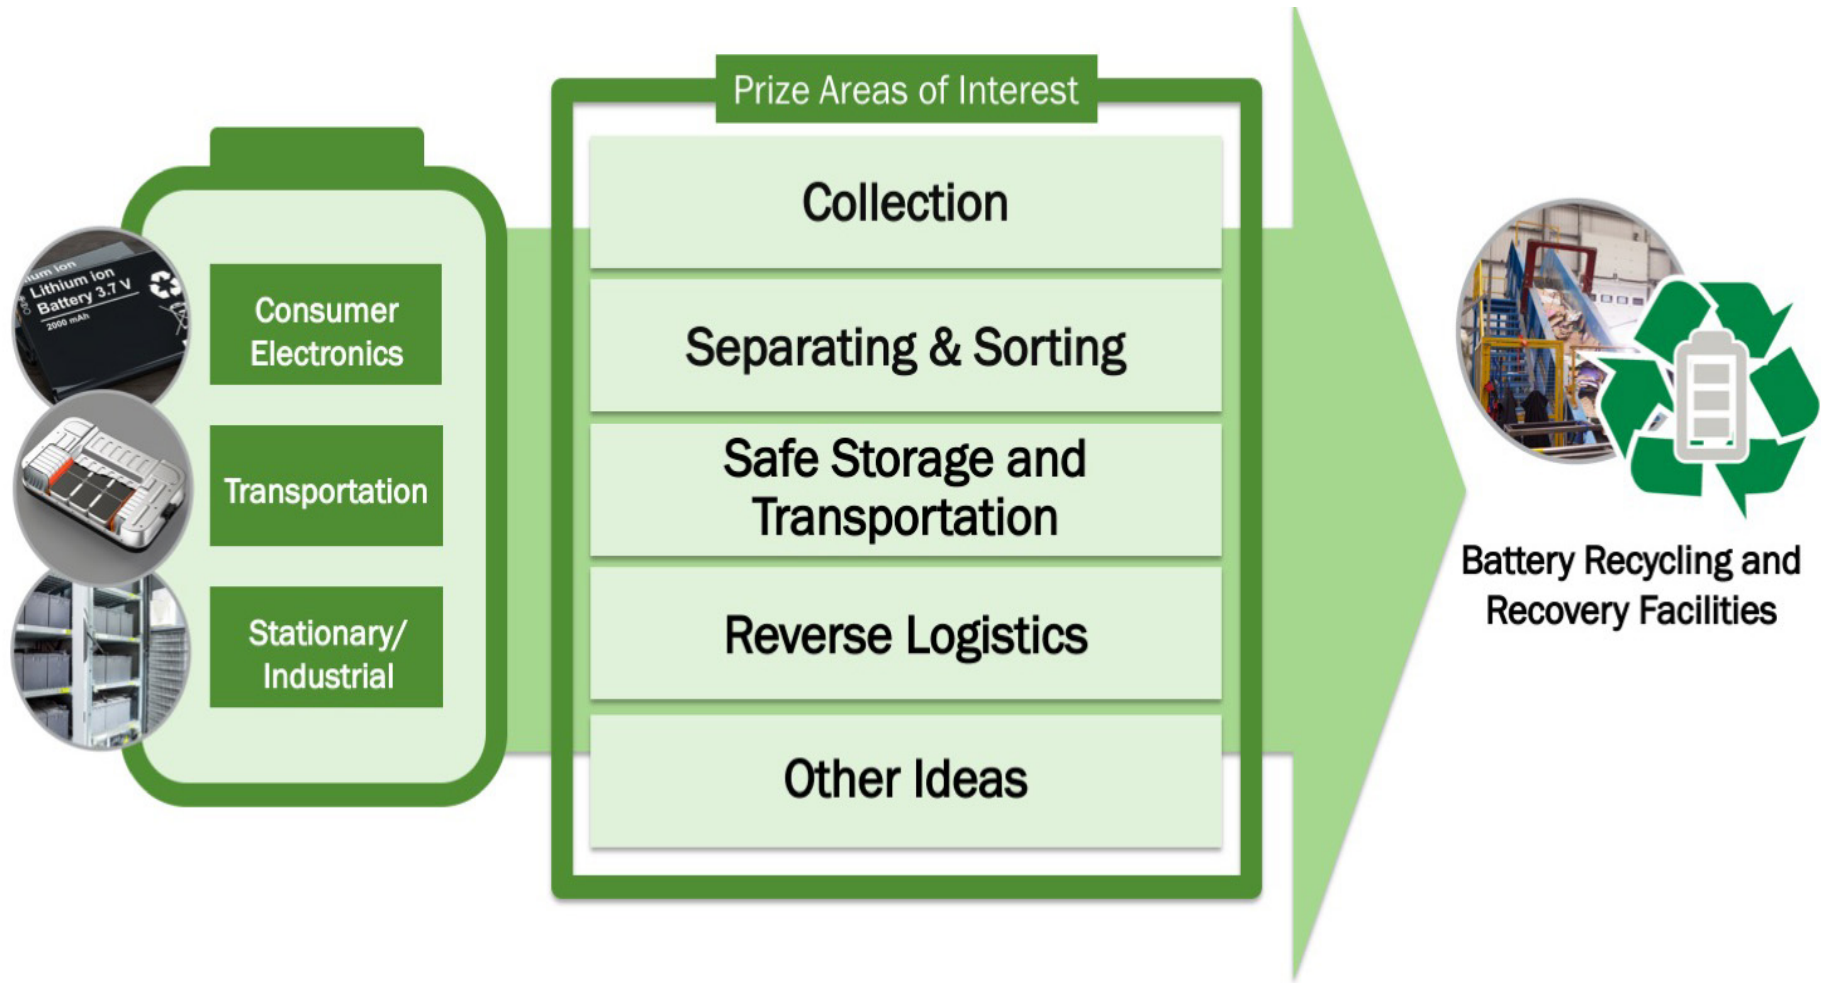 Prize Areas of Interest
Collection
Separating & Sorting
Safe Storage and
Transportation
Reverse Logistics
Other Ideas
Lithium ion
Battery 3.7 V
2000 mAh
Consumer
Electronics
Transportation
Stationary/
Industrial
Battery Recycling and
Recovery Facilities